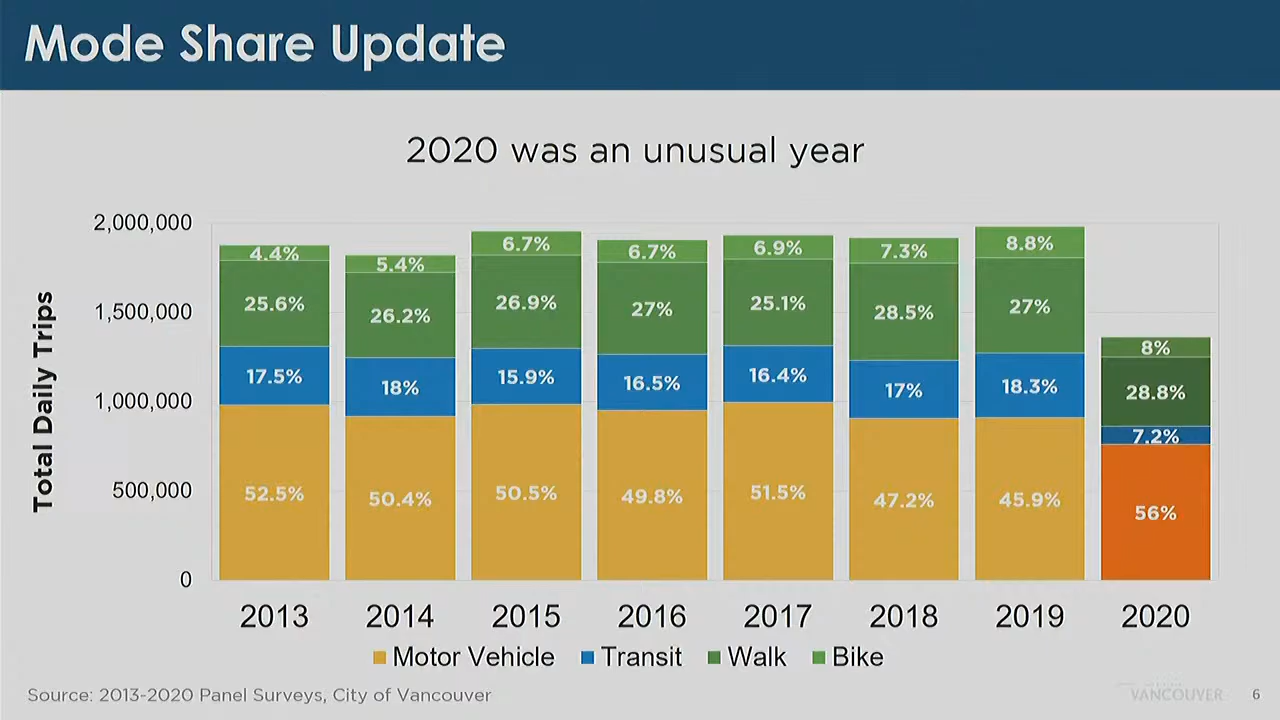 Mode Share Update
2020 was an unusual year
Total Daily Trips
2,000,000
1,500,000
1,000,000
500,000
0
4.4% 5.4% 6.7% 6.7% 6.9% 7.3% 8.8% 8%
25.6% 26.2% 26.9% 27% 25.1% 28.5% 27% 28.8%
17.5% 18% 15.9% 16.5% 16.4% 17% 18.3% 7.2%
52.5% 50.4% 50.5% 49.8% 51.5% 47.2% 45.9% 56%
2013 2014 2015 2016 2017 2018 2019 2020
Motor Vehicle Transit Walk Bike
Source: 2013-2020 Panel Surveys, City of Vancouver
VANCOUVER
6